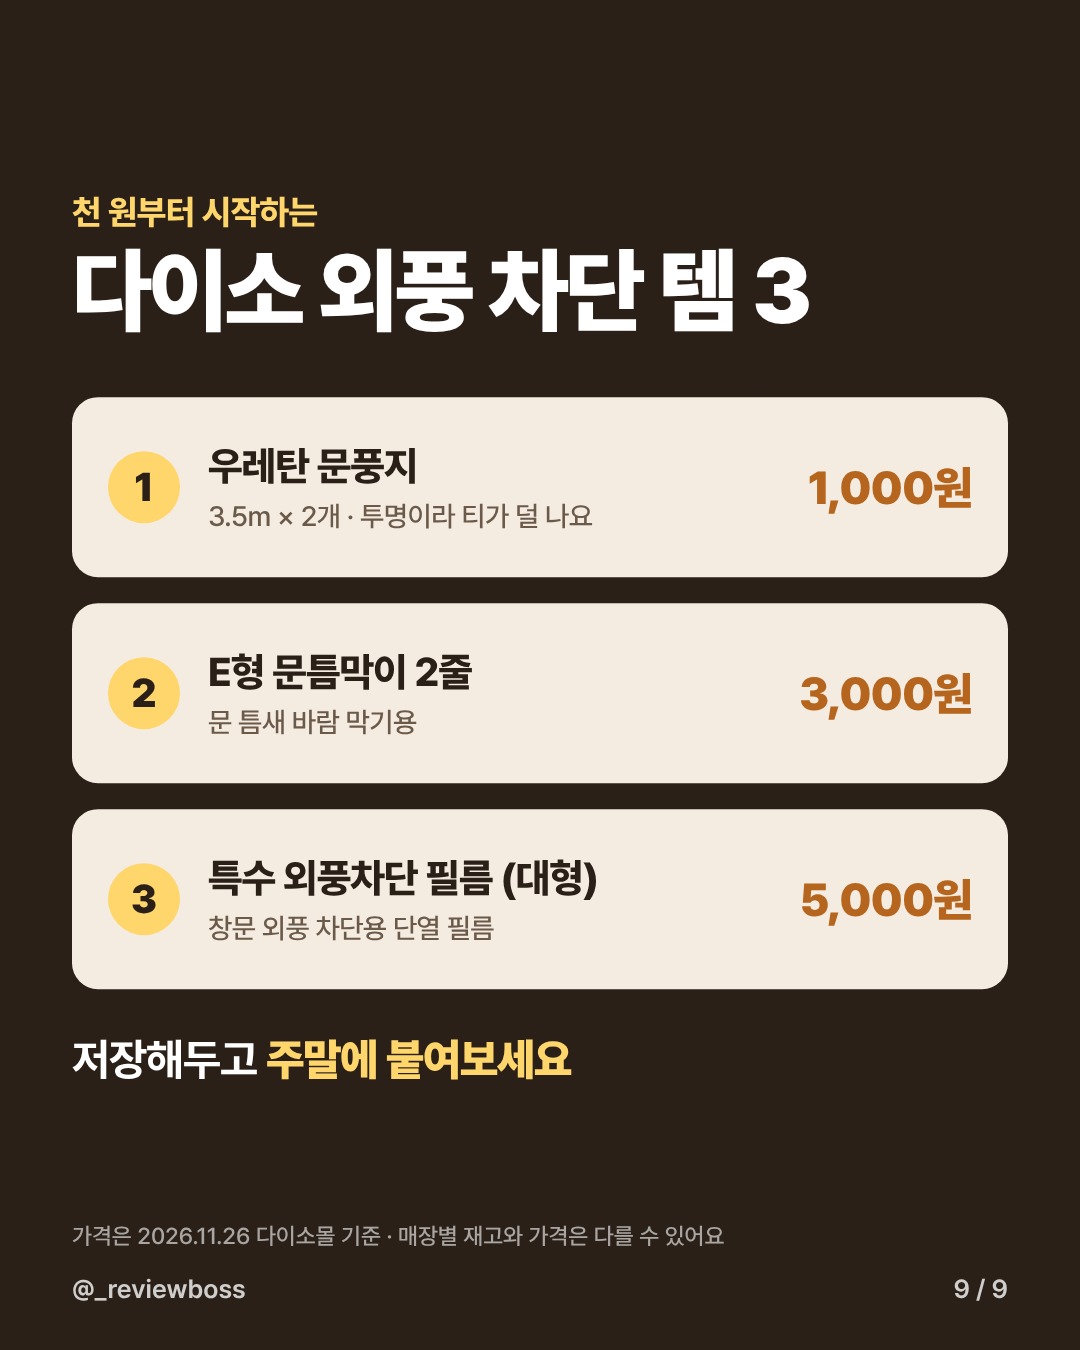 천 원부터 시작하는
다이소 외풍 차단 템 3
1
우레탄 문풍지
3.5m × 2개 · 투명이라 티가 덜 나요
1,000원
2
E형 문틈막이 2줄
문 틈새 바람 막기용
3,000원
3
특수 외풍차단 필름 (대형)
창문 외풍 차단용 단열 필름
5,000원
저장해두고 주말에 붙여보세요
가격은 2026.11.26 다이소몰 기준 · 매장별 재고와 가격은 다를 수 있어요
@_reviewboss
9 / 9